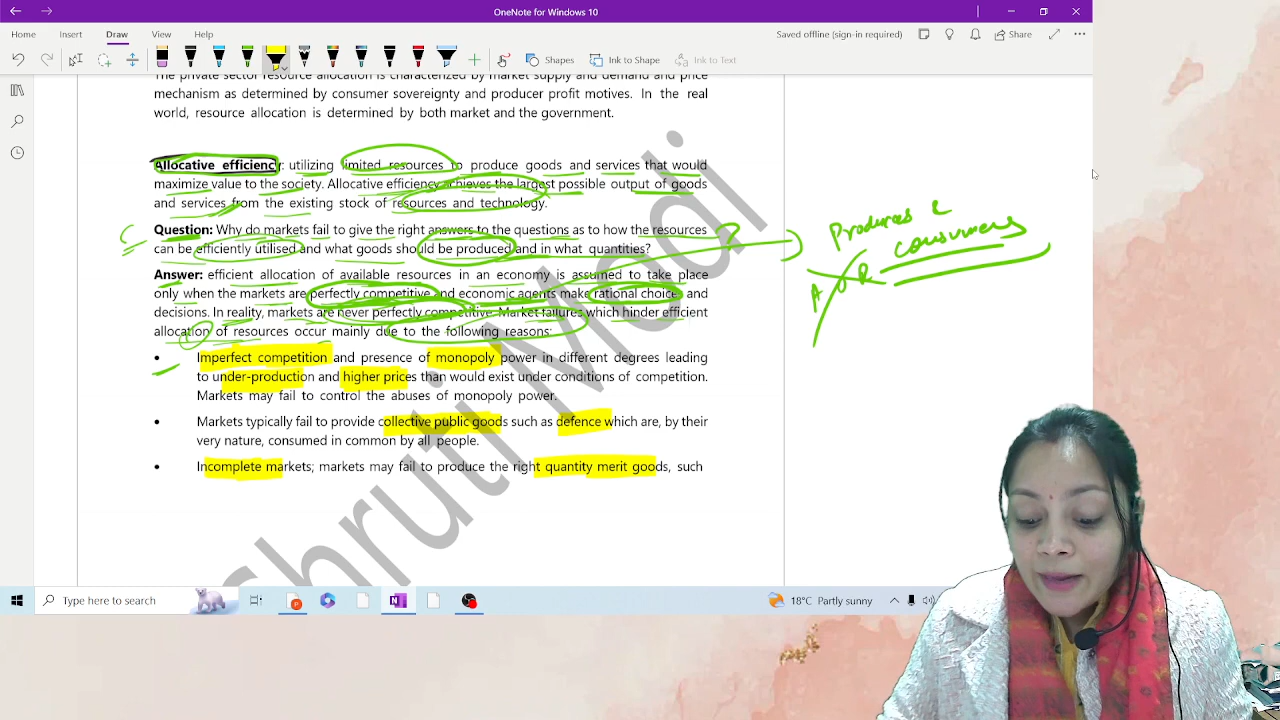 OneNote for Windows 10
Home Insert Draw View Help
Saved offline (sign-in required) Share
Shapes Ink to Shape Ink to Text
The private sector resource allocation is characterized by market supply and demand and price
mechanism as determined by consumer sovereignty and producer profit motives. In the real
world, resource allocation is determined by both market and the government.
Allocative efficiency: utilizing limited resources to produce goods and services that would
maximize value to the society. Allocative efficiency achieves the largest possible output of goods
and services from the existing stock of resources and technology.
Question: Why do markets fail to give the right answers to the questions as to how the resources
can be efficiently utilised and what goods should be produced and in what quantities?
Answer: efficient allocation of available resources in an economy is assumed to take place
only when the markets are perfectly competitive and economic agents make rational choice and
decisions. In reality, markets are never perfectly competitive. Market failures which hinder efficient
allocation of resources occur mainly due to the following reasons:
• Imperfect competition and presence of monopoly power in different degrees leading
to under-production and higher prices than would exist under conditions of competition.
Markets may fail to control the abuses of monopoly power.
• Markets typically fail to provide collective public goods such as defence which are, by their
very nature, consumed in common by all people.
• Incomplete markets; markets may fail to produce the right quantity merit goods, such
Producers &
consumers
Shruti Modi
Type here to search
18°C Partly sunny